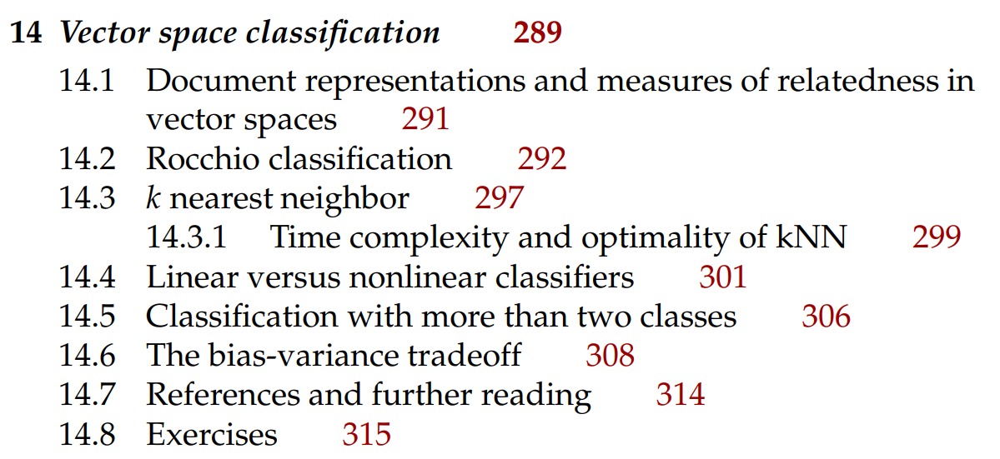 14 Vector space classification 289
14.1 Document representations and measures of relatedness in
vector spaces 291
14.2 Rocchio classification 292
14.3 k nearest neighbor 297
14.3.1 Time complexity and optimality of kNN 299
14.4 Linear versus nonlinear classifiers 301
14.5 Classification with more than two classes 306
14.6 The bias-variance tradeoff 308
14.7 References and further reading 314
14.8 Exercises 315